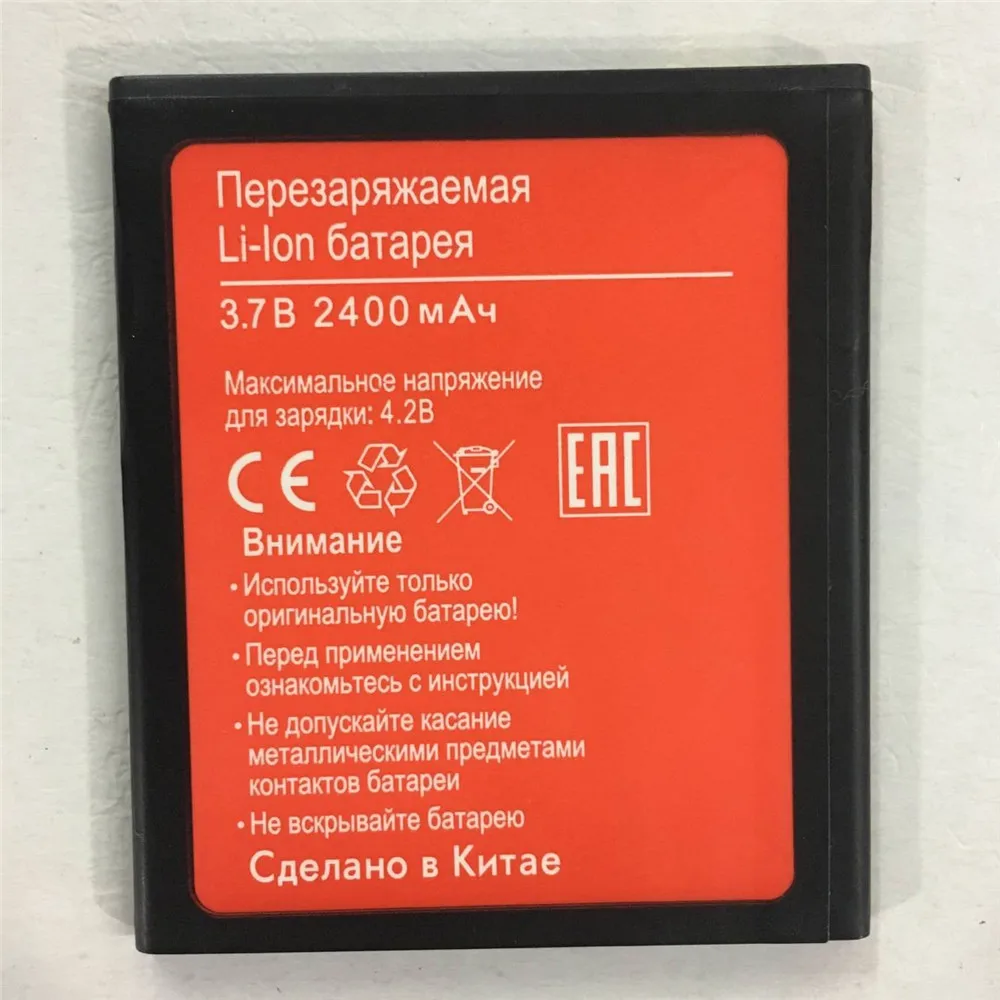 Перезаряжаемая
Li-Ion батарея
3.7В 2400мАч
Максимальное напряжение
для зарядки: 4.2В
CE EAC
Внимание
• Используйте только
оригинальную батарею!
• Перед применением
ознакомьтесь с инструкцией
• Не допускайте касание
металлическими предметами
контактов батареи
• Не вскрывайте батарею
Сделано в Китае